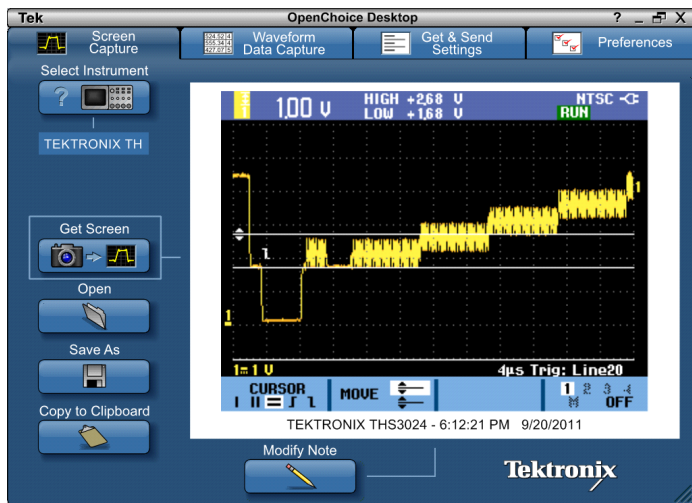 Tek
OpenChoice Desktop
? _ X
Screen Capture
Waveform Data Capture
Get & Send Settings
Preferences
Select Instrument
?
TEKTRONIX TH
Get Screen
Open
Save As
Copy to Clipboard
1.00 V
HIGH +2.68 V
LOW +1.68 V
NTSC
RUN
1
1
1= 1 V
4µs Trig: Line20
CURSOR
MOVE
1 2 3 4
M OFF
TEKTRONIX THS3024 - 6:12:21 PM 9/20/2011
Modify Note
Tektronix